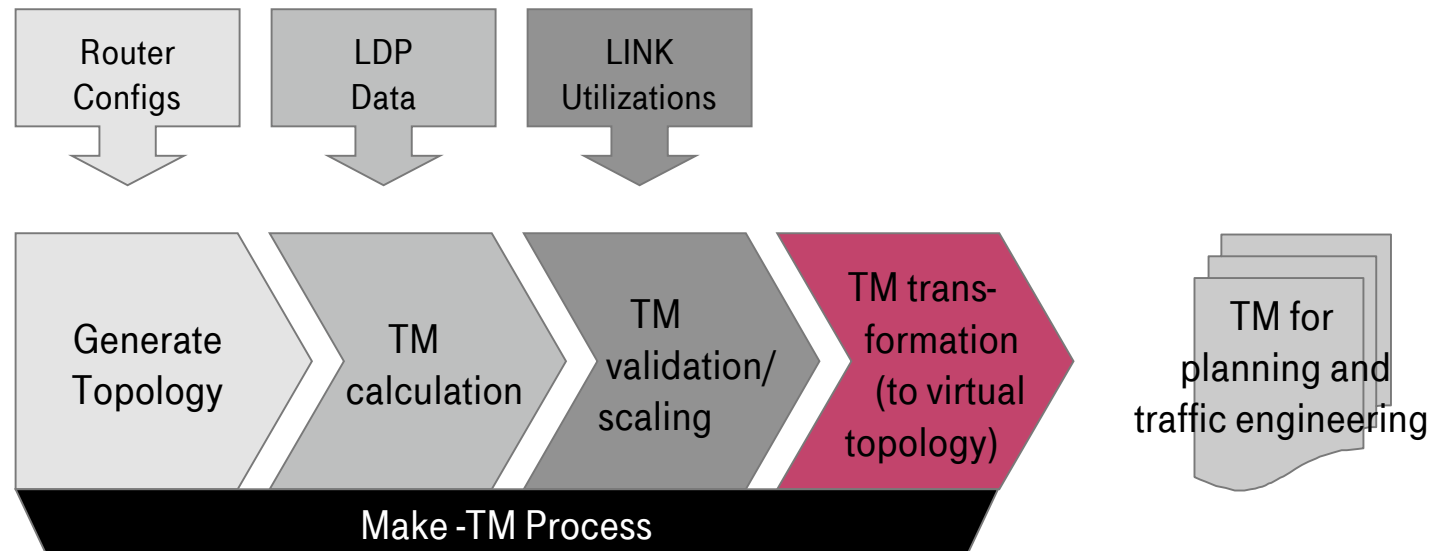 Router
Configs
LDP
Data
LINK
Utilizations
Generate
Topology
TM
calculation
TM
validation/
scaling
TM trans-
formation
(to virtual
topology)
TM for
planning and
traffic engineering
Make -TM Process